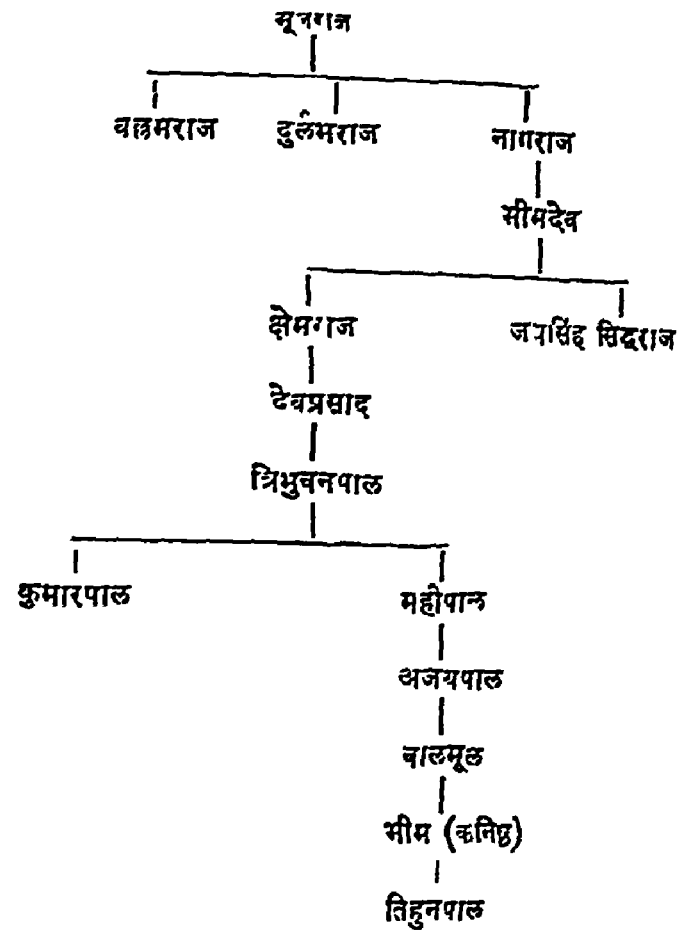 मूलराज
वल्लभराज दुर्लभराज नागराज
भीमदेव
क्षेमराज जयसिंह सिद्धराज
देवप्रसाद
त्रिभुवनपाल
कुमारपाल महीपाल
अजयपाल
बालमूल
भीम (कनिष्ठ)
तिहुनपाल